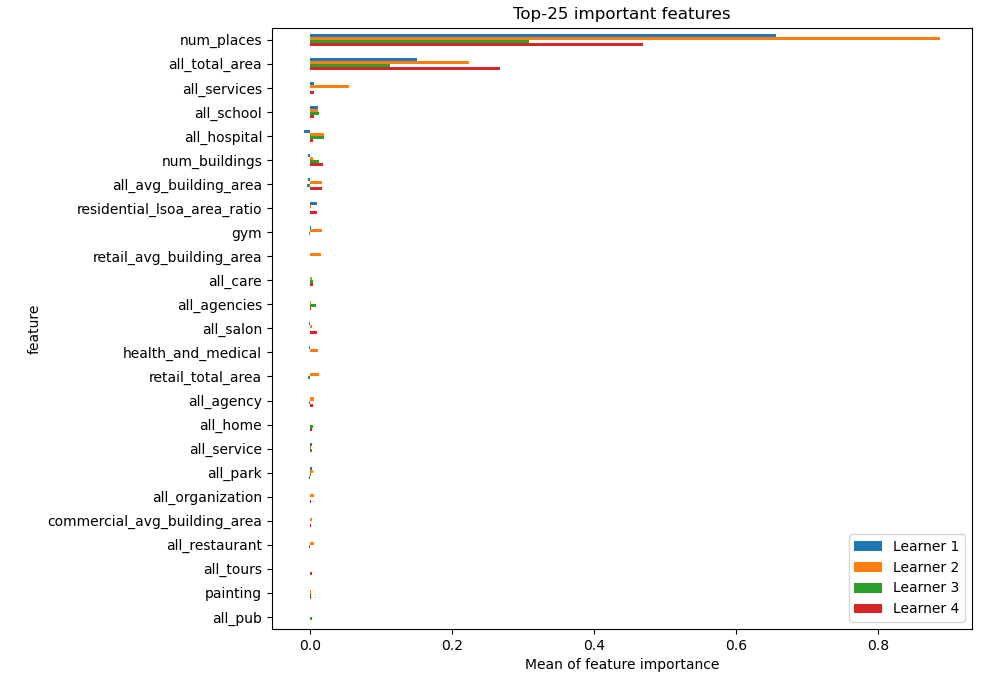 Top-25 important features
num_places
all_total_area
all_services
all_school
all_hospital
num_buildings
all_avg_building_area
residential_lsoa_area_ratio
gym
retail_avg_building_area
all_care
all_agencies
all_salon
health_and_medical
retail_total_area
all_agency
all_home
all_service
all_park
all_organization
commercial_avg_building_area
all_restaurant
all_tours
painting
all_pub
feature
Learner 1
Learner 2
Learner 3
Learner 4
0.0 0.2 0.4 0.6 0.8
Mean of feature importance